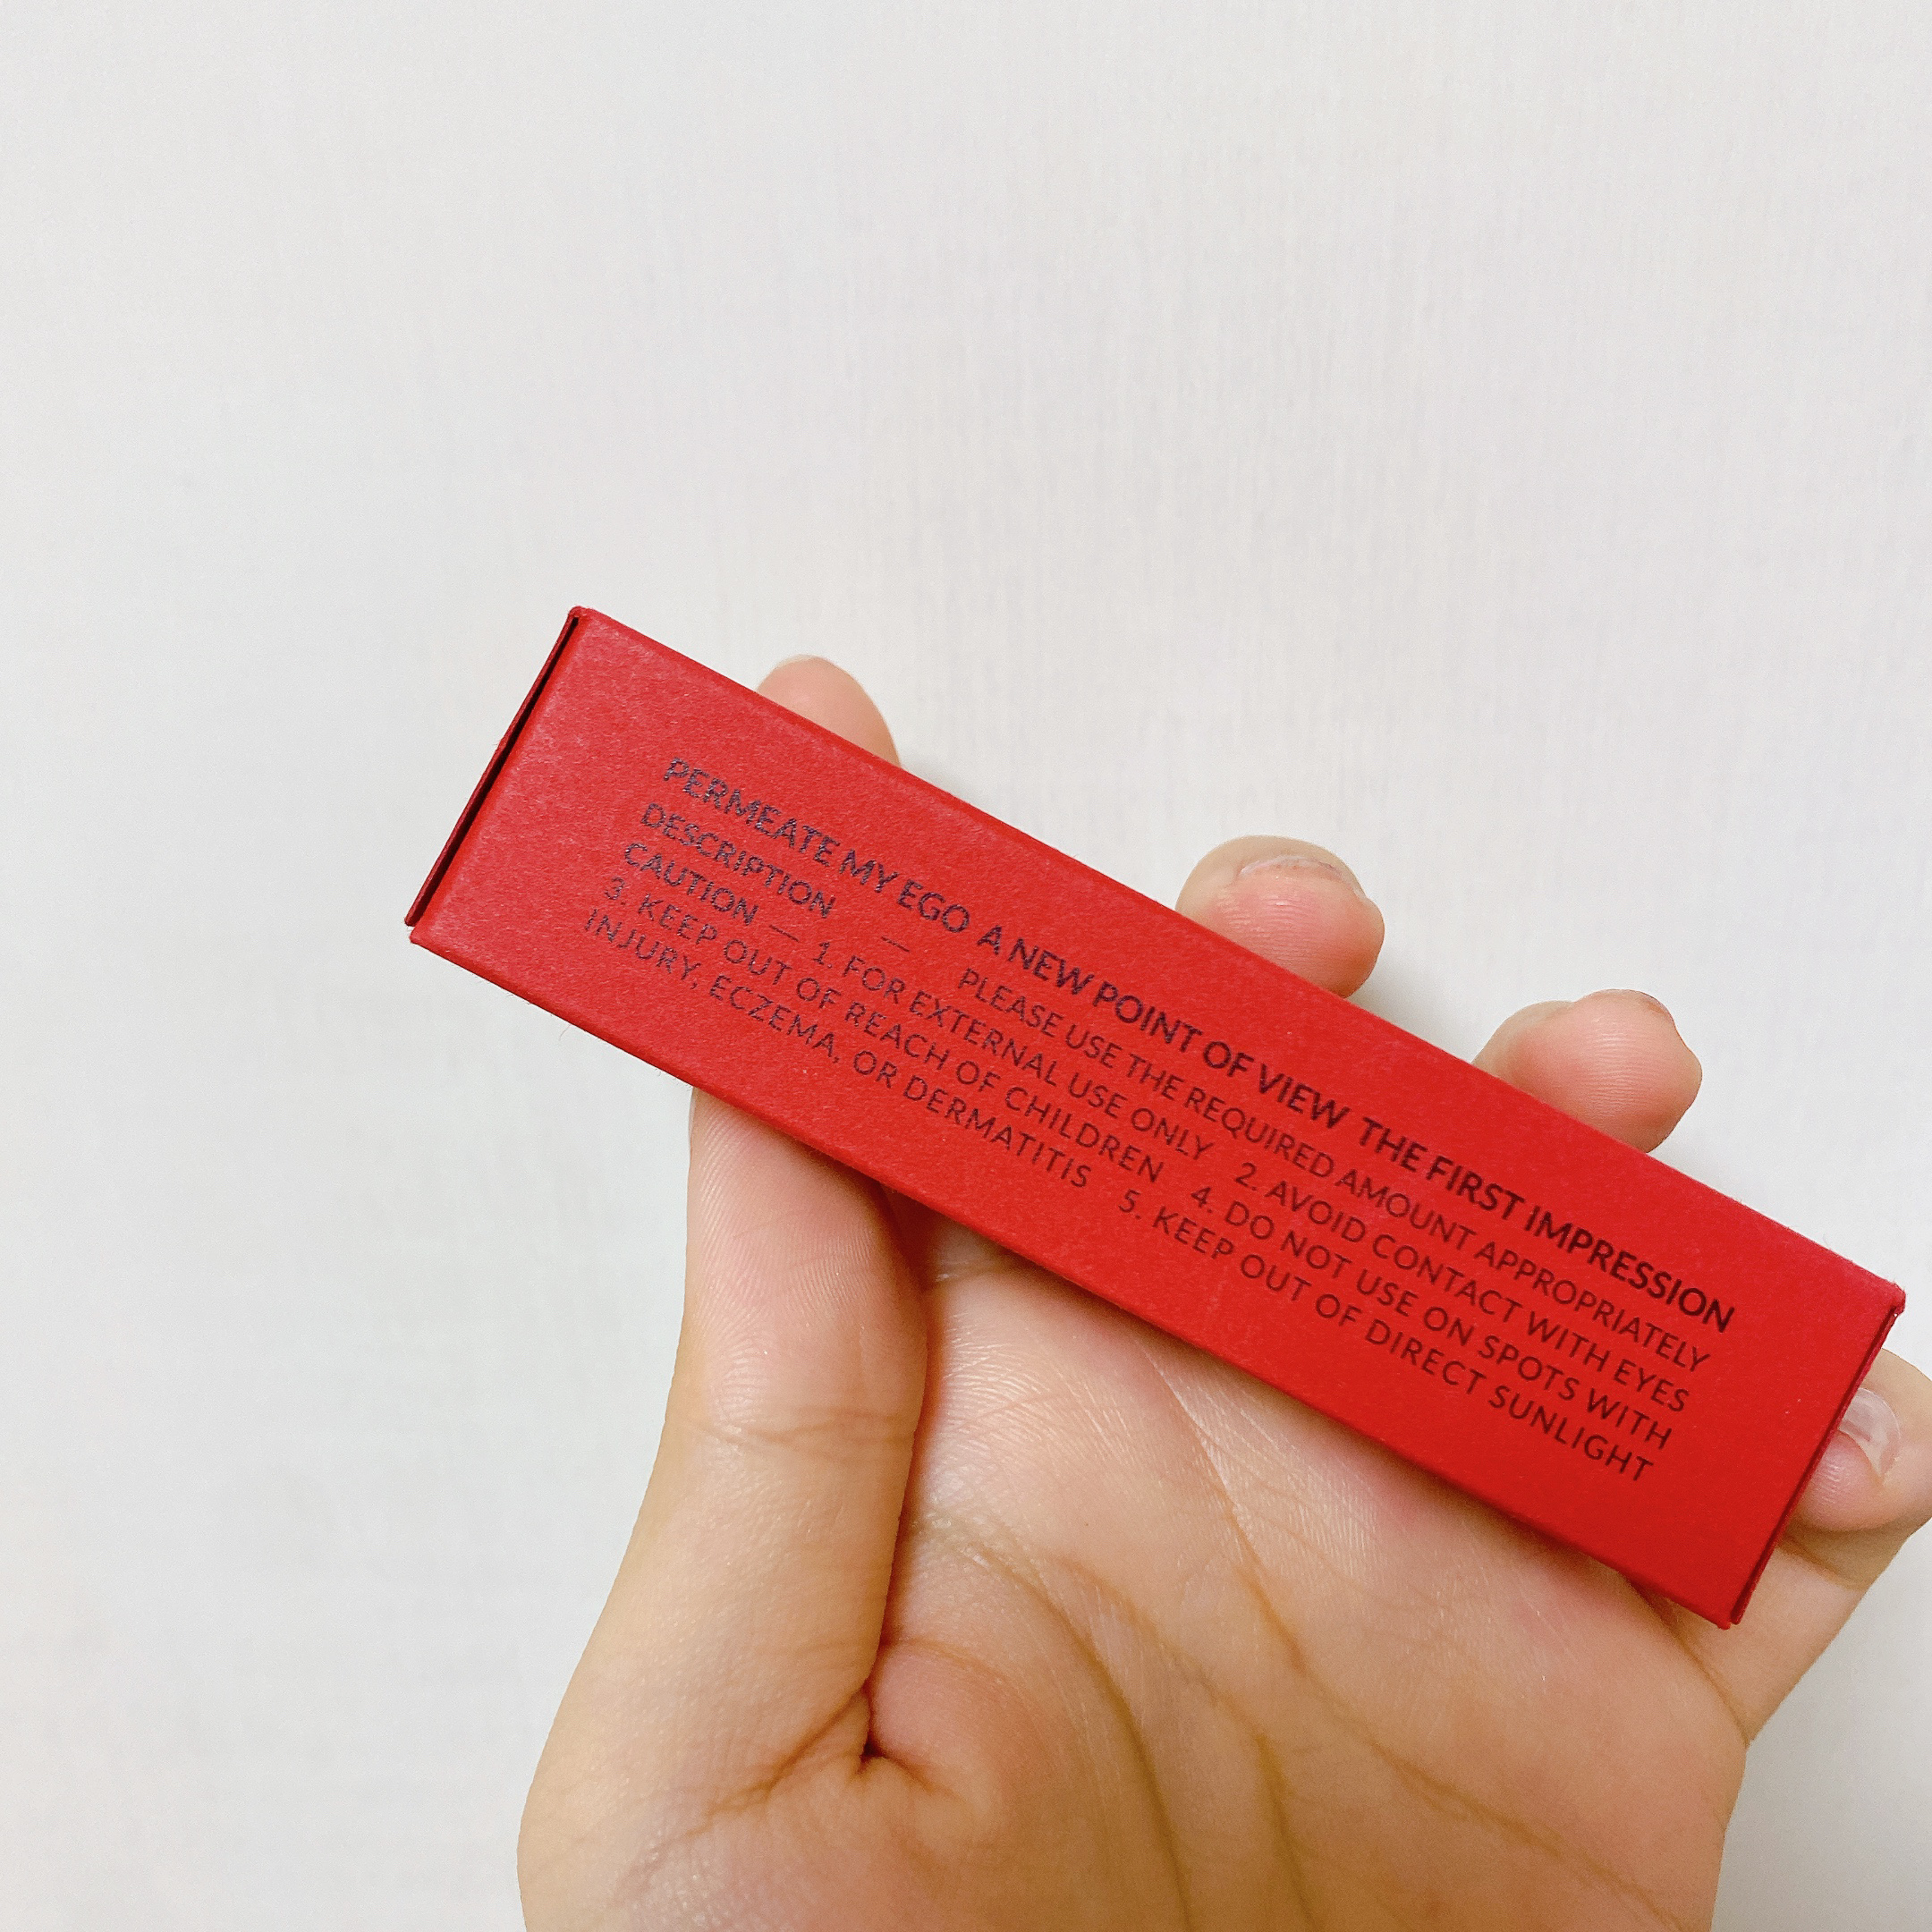 PERMEATE MY EGO A NEW POINT OF VIEW THE FIRST IMPRESSION
DESCRIPTION — PLEASE USE THE REQUIRED AMOUNT APPROPRIATELY
CAUTION — 1. FOR EXTERNAL USE ONLY 2. AVOID CONTACT WITH EYES
3. KEEP OUT OF REACH OF CHILDREN 4. DO NOT USE ON SPOTS WITH
INJURY, ECZEMA, OR DERMATITIS 5. KEEP OUT OF DIRECT SUNLIGHT